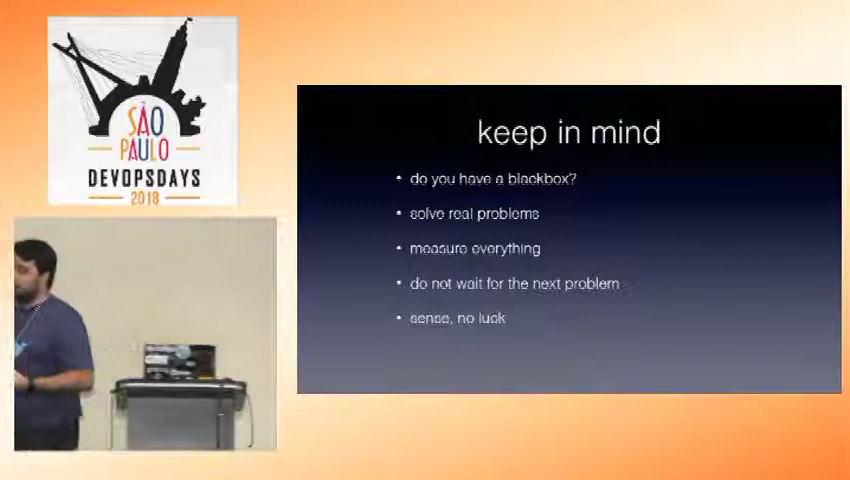 SÃO
PAULO
DEVOPSDAYS
2018
keep in mind
• do you have a blackbox?
• solve real problems
• measure everything
• do not wait for the next problem
• sense, no luck